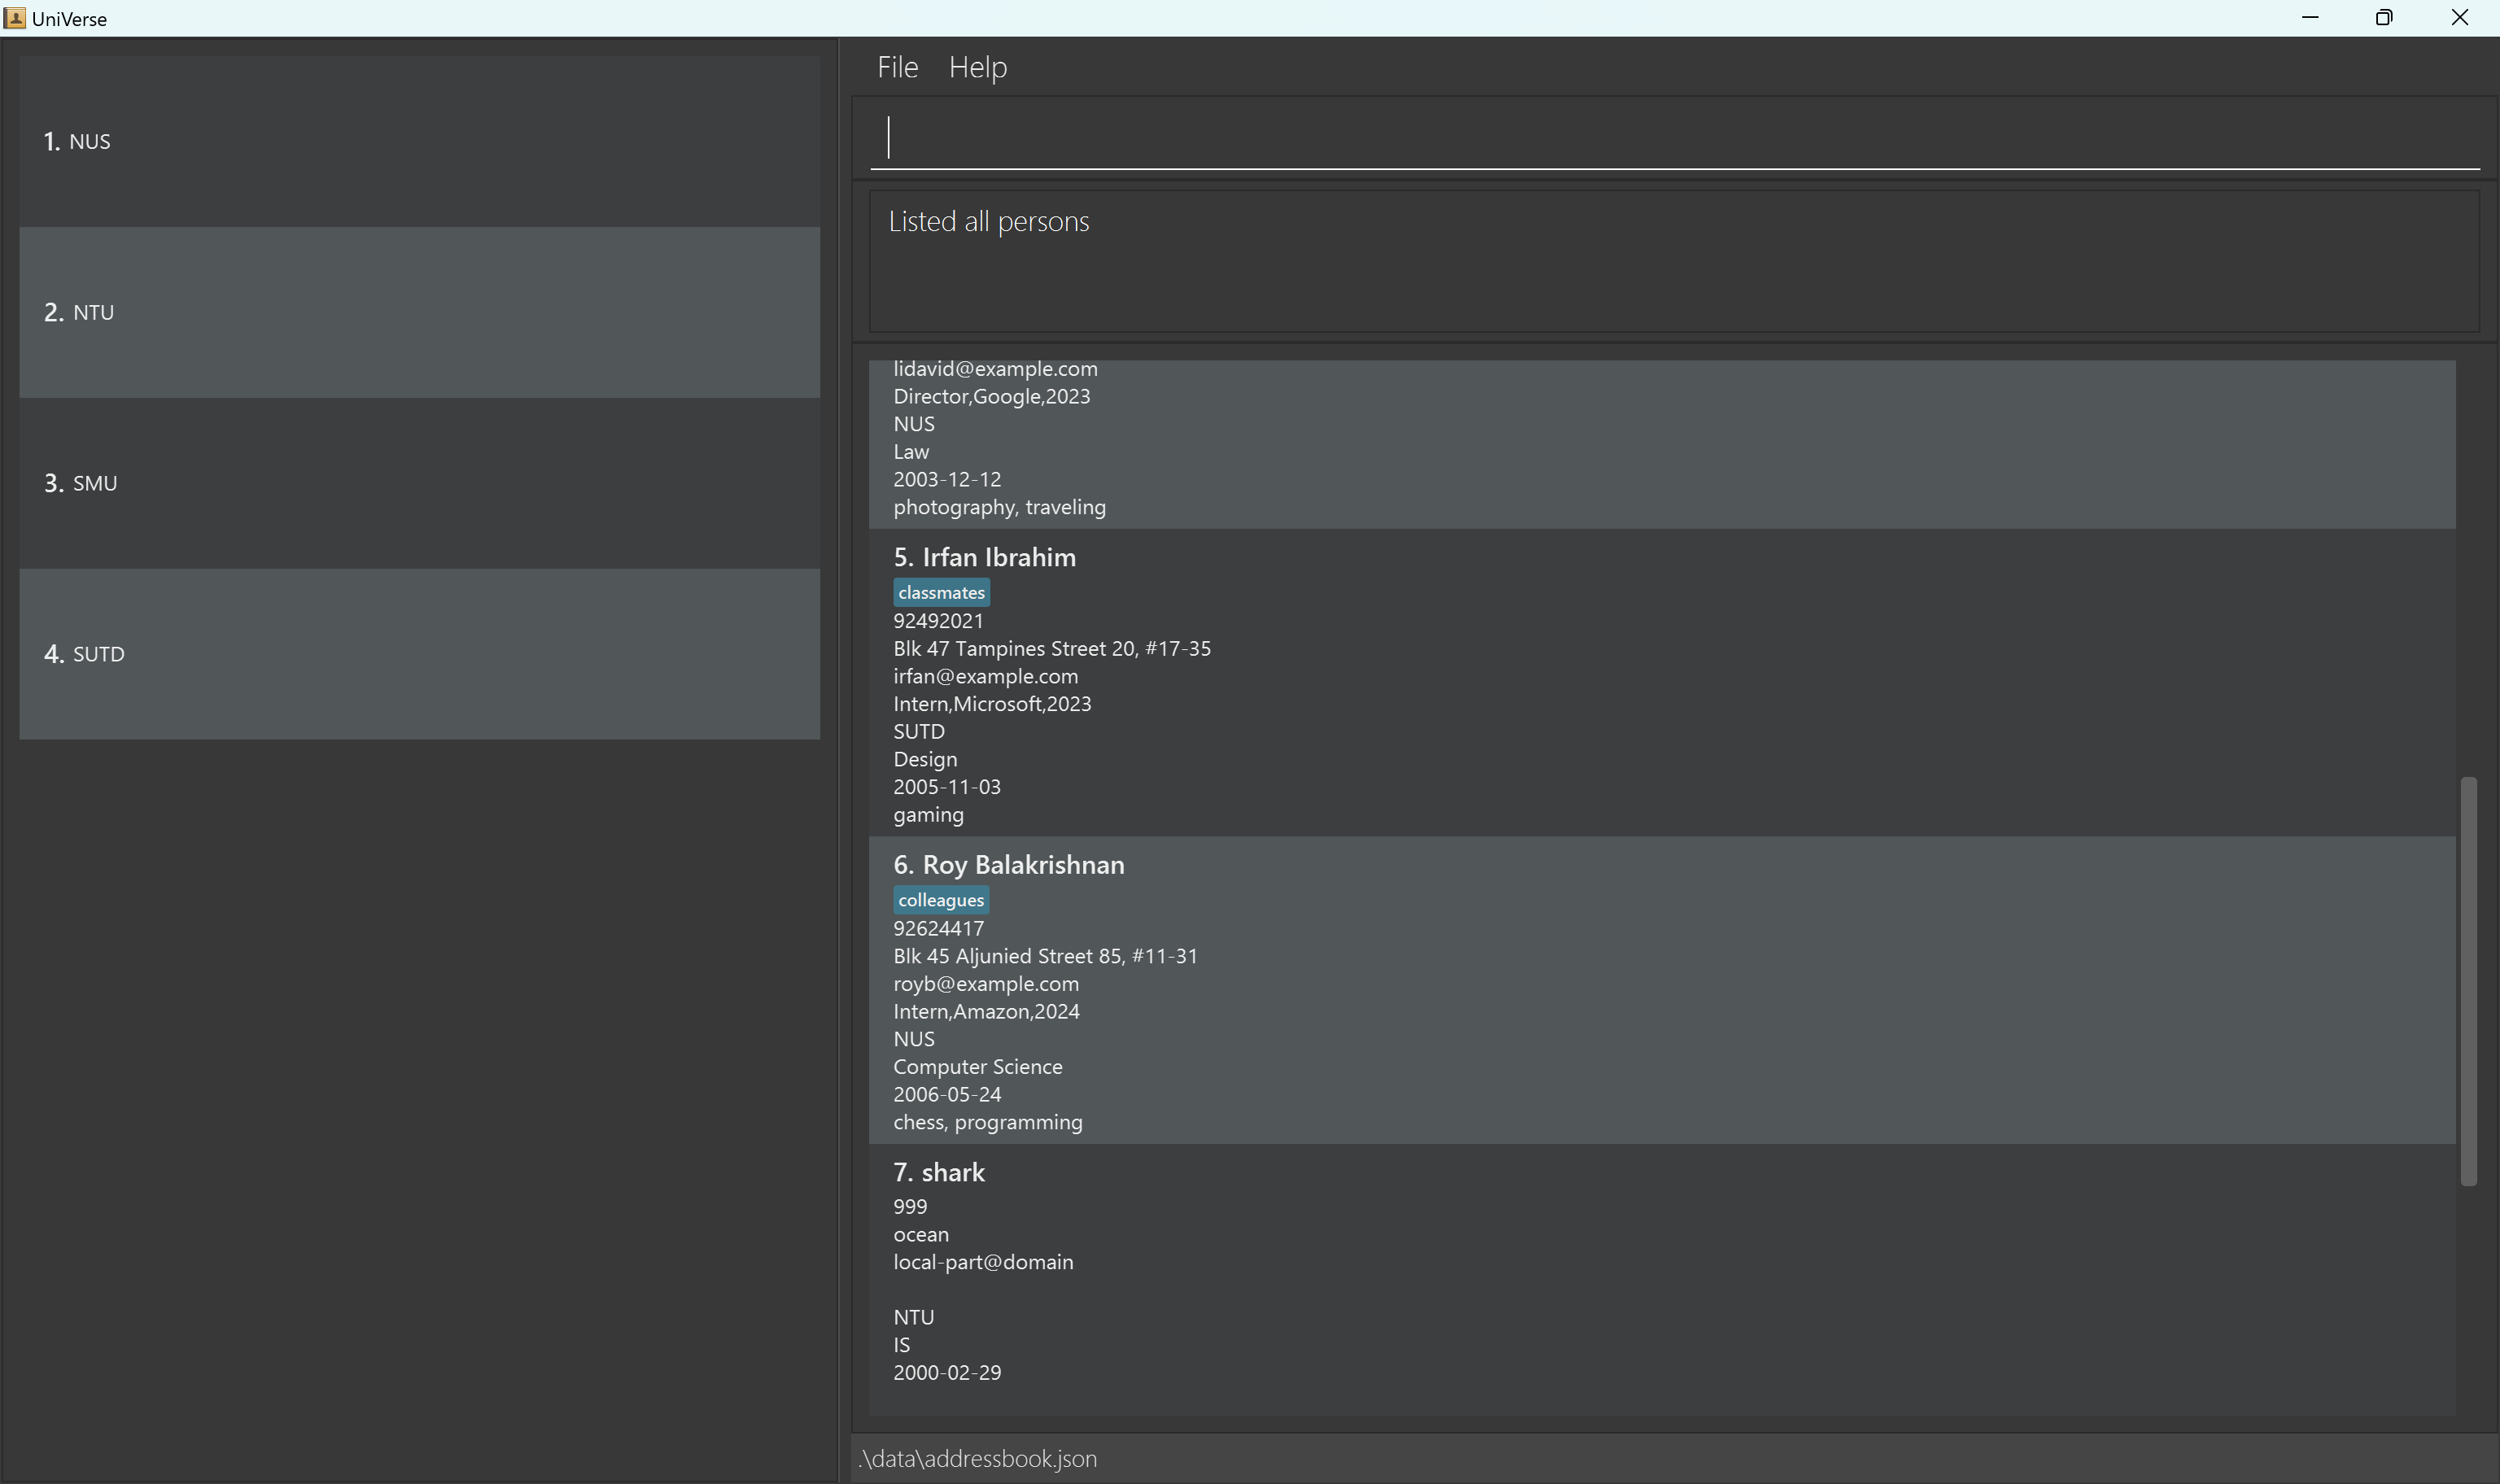 UniVerse
1. NUS
2. NTU
3. SMU
4. SUTD
File Help
Listed all persons
lidavid@example.com
Director,Google,2023
NUS
Law
2003-12-12
photography, traveling
5. Irfan Ibrahim
classmates
92492021
Blk 47 Tampines Street 20, #17-35
irfan@example.com
Intern,Microsoft,2023
SUTD
Design
2005-11-03
gaming
6. Roy Balakrishnan
colleagues
92624417
Blk 45 Aljunied Street 85, #11-31
royb@example.com
Intern,Amazon,2024
NUS
Computer Science
2006-05-24
chess, programming
7. shark
999
ocean
local-part@domain
NTU
IS
2000-02-29
.\data\addressbook.json